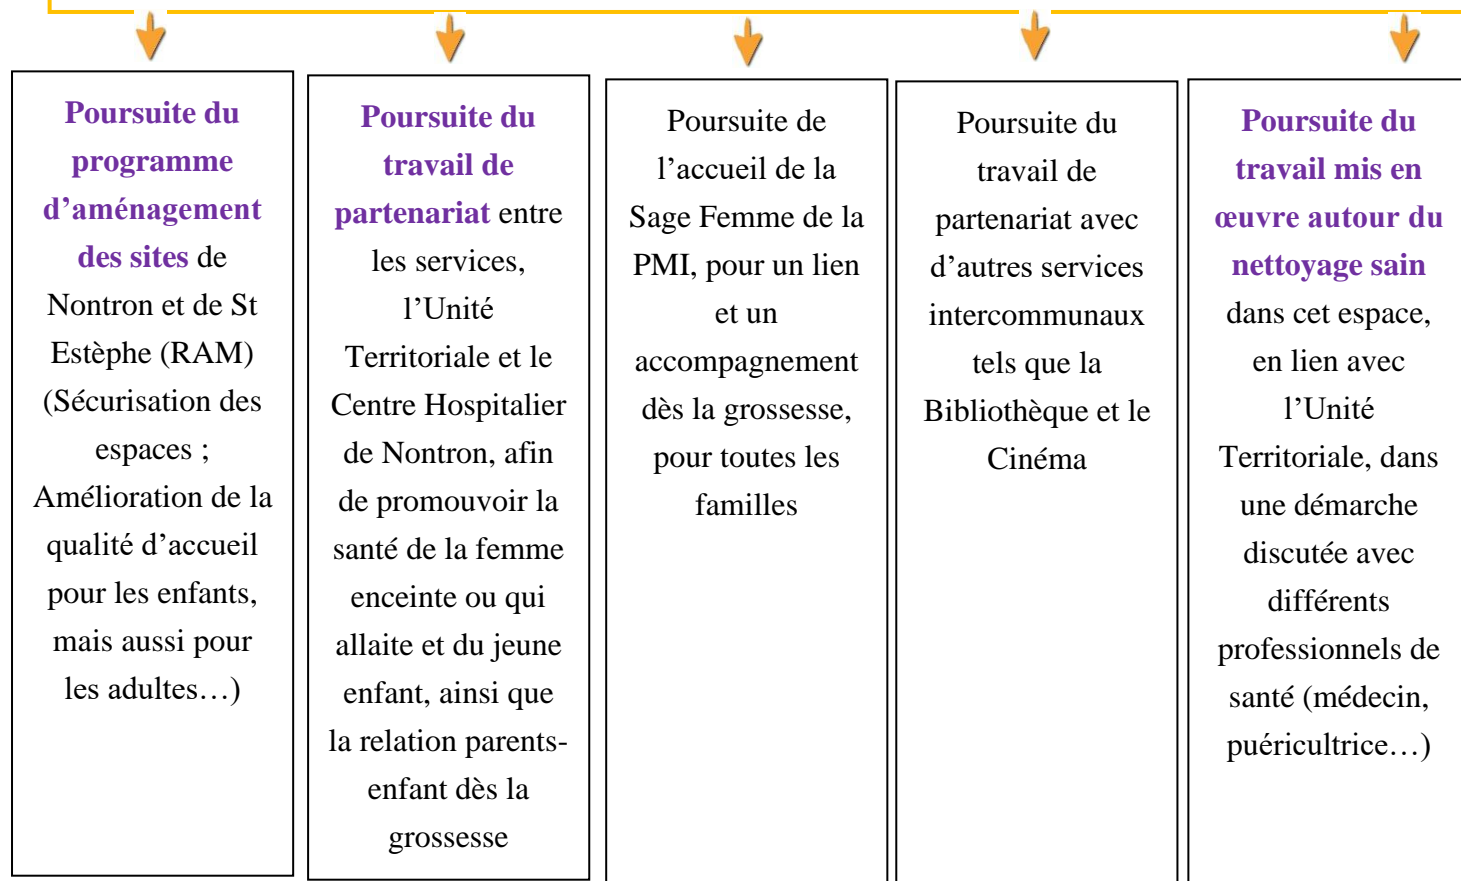 Poursuite du
programme
d’aménagement
des sites de
Nontron et de St
Estèphe (RAM)
(Sécurisation des
espaces ;
Amélioration de la
qualité d’accueil
pour les enfants,
mais aussi pour
les adultes…)
Poursuite du
travail de
partenariat entre
les services,
l’Unité
Territoriale et le
Centre Hospitalier
de Nontron, afin
de promouvoir la
santé de la femme
enceinte ou qui
allaite et du jeune
enfant, ainsi que
la relation parents-
enfant dès la
grossesse
Poursuite de
l’accueil de la
Sage Femme de la
PMI, pour un lien
et un
accompagnement
dès la grossesse,
pour toutes les
familles
Poursuite du
travail de
partenariat avec
d’autres services
intercommunaux
tels que la
Bibliothèque et le
Cinéma
Poursuite du
travail mis en
œuvre autour du
nettoyage sain
dans cet espace,
en lien avec
l’Unité
Territoriale, dans
une démarche
discutée avec
différents
professionnels de
santé (médecin,
puéricultrice…)